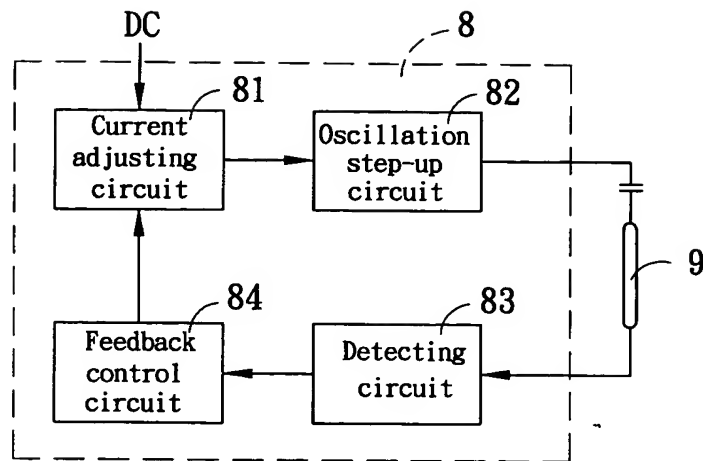 DC
8
81
82
Current
adjusting
circuit
Oscillation
step-up
circuit
9
84
83
Feedback
control
circuit
Detecting
circuit